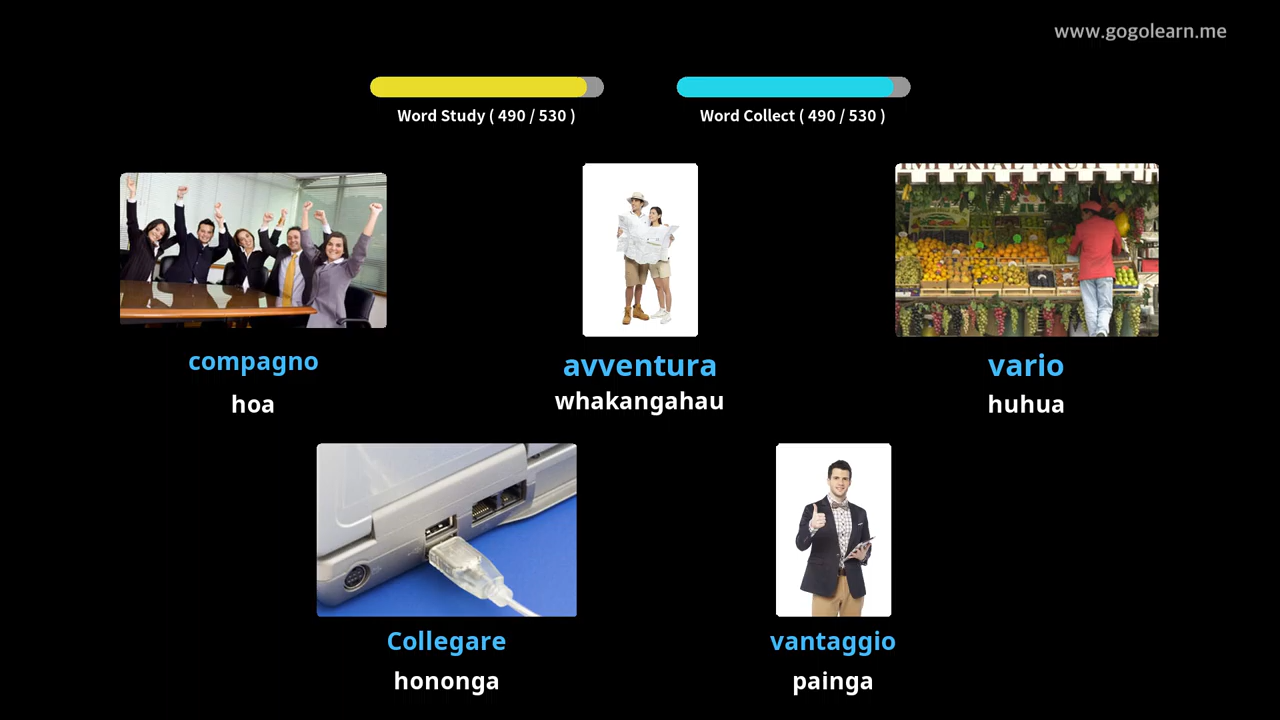 www.gogolearn.me
Word Study ( 490 / 530 )
Word Collect ( 490 / 530 )
compagno
hoa
avventura
whakangahau
vario
huhua
Collegare
hononga
vantaggio
painga